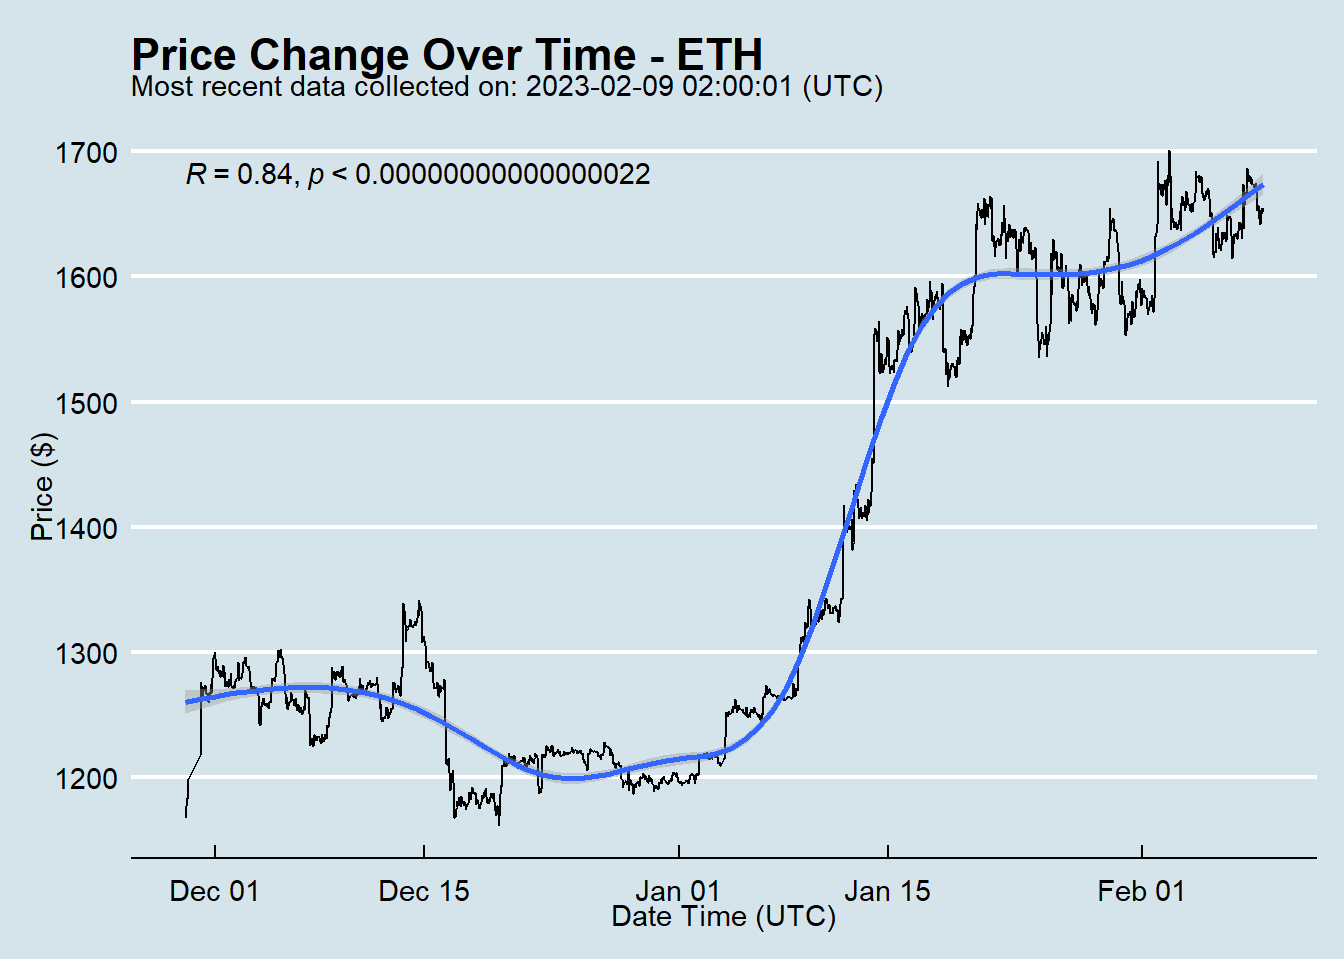 Price Change Over Time - ETH
Most recent data collected on: 2023-02-09 02:00:01 (UTC)
R = 0.84, p < 0.00000000000000022
1700
1600
1500
1400
1300
1200
Price ($)
Dec 01 Dec 15 Jan 01 Jan 15 Feb 01
Date Time (UTC)